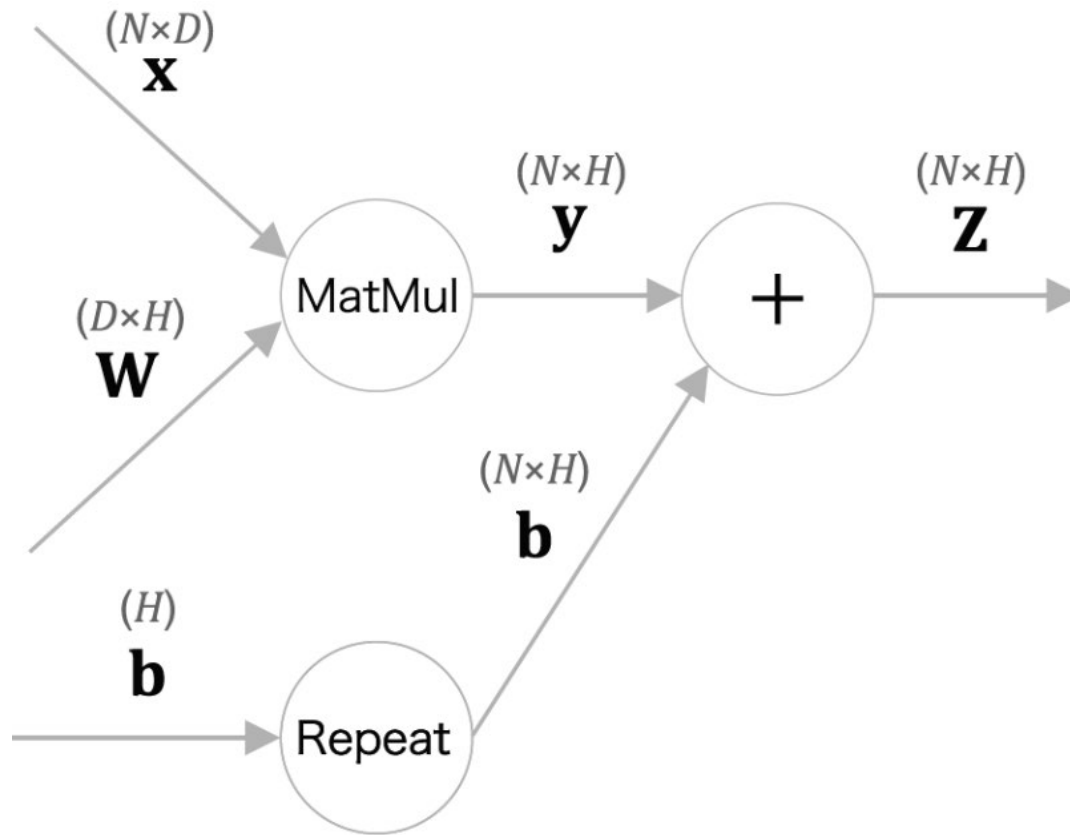 (N×D)
x
(N×H)
y
(N×H)
z
MatMul
+
(D×H)
W
(N×H)
b
(H)
b
Repeat